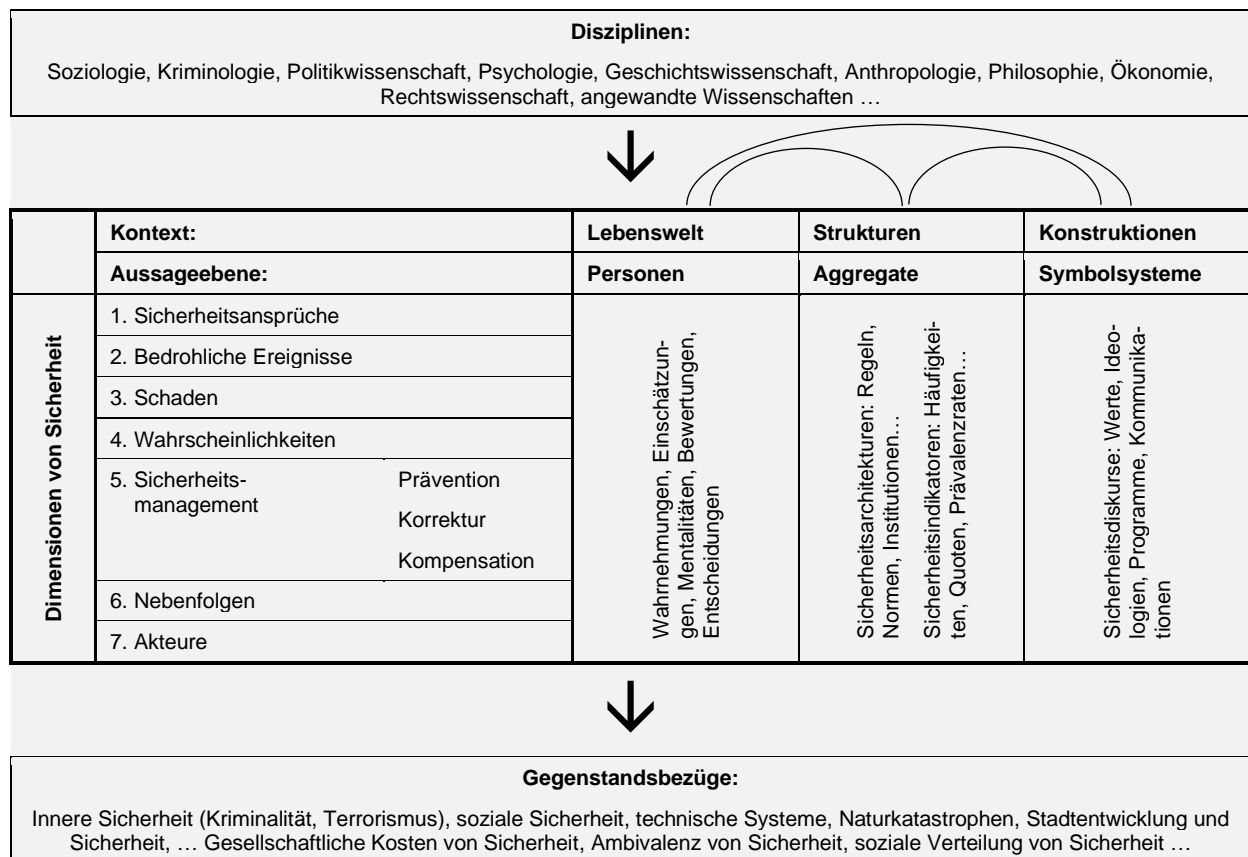 Disziplinen:
Soziologie, Kriminologie, Politikwissenschaft, Psychologie, Geschichtswissenschaft, Anthropologie, Philosophie, Ökonomie,
Rechtswissenschaft, angewandte Wissenschaften …
Kontext:
Lebenswelt
Strukturen
Konstruktionen
Aussageebene:
Personen
Aggregate
Symbolsysteme
Dimensionen von Sicherheit
1. Sicherheitsansprüche
2. Bedrohliche Ereignisse
3. Schaden
4. Wahrscheinlichkeiten
5. Sicherheits-
management
Prävention
Korrektur
Kompensation
6. Nebenfolgen
7. Akteure
Wahrnehmungen, Einschätzun-
gen, Mentalitäten, Bewertungen,
Entscheidungen
Sicherheitsarchitekturen: Regeln,
Normen, Institutionen…
Sicherheitsindikatoren: Häufigkei-
ten, Quoten, Prävalenzraten…
Sicherheitsdiskurse: Werte, Ideo-
logien, Programme, Kommunika-
tionen
Gegenstandsbezüge:
Innere Sicherheit (Kriminalität, Terrorismus), soziale Sicherheit, technische Systeme, Naturkatastrophen, Stadtentwicklung und
Sicherheit, … Gesellschaftliche Kosten von Sicherheit, Ambivalenz von Sicherheit, soziale Verteilung von Sicherheit …